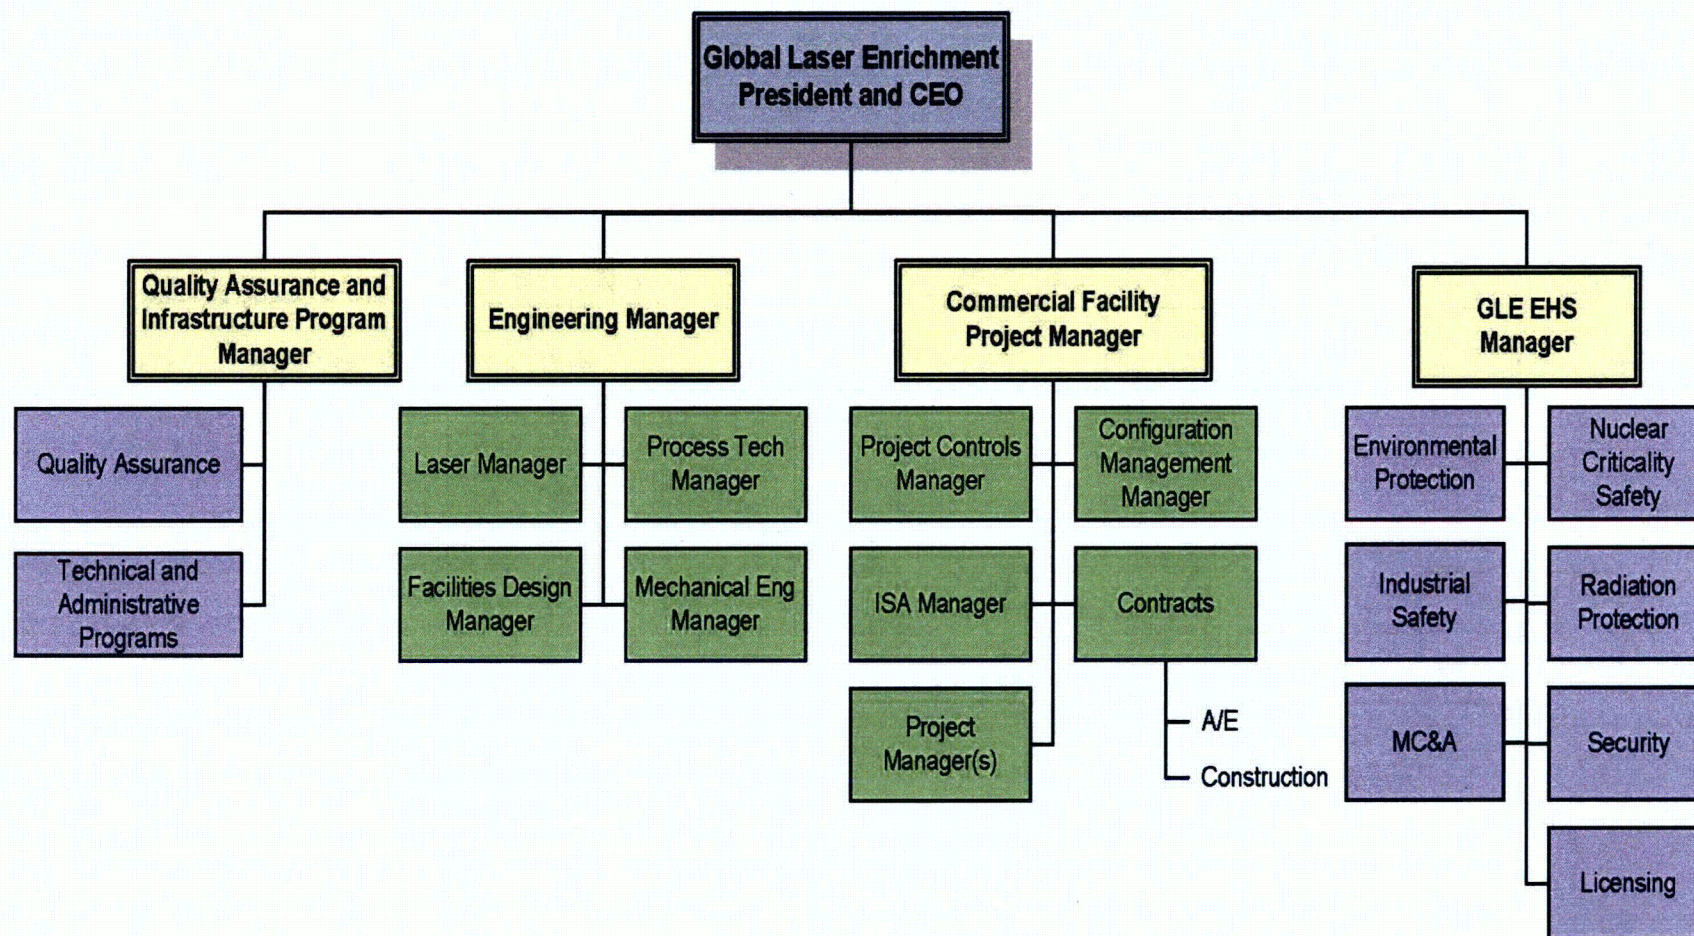 Global Laser Enrichment
President and CEO
Quality Assurance and
Infrastructure Program
Manager
Engineering Manager
Commercial Facility
Project Manager
GLE EHS
Manager
Quality Assurance
Technical and
Administrative
Programs
Laser Manager
Process Tech
Manager
Facilities Design
Manager
Mechanical Eng
Manager
Project Controls
Manager
Configuration
Management
Manager
ISA Manager
Contracts
Project
Manager(s)
A/E
Construction
Environmental
Protection
Nuclear
Criticality
Safety
Industrial
Safety
Radiation
Protection
MC&A
Security
Licensing